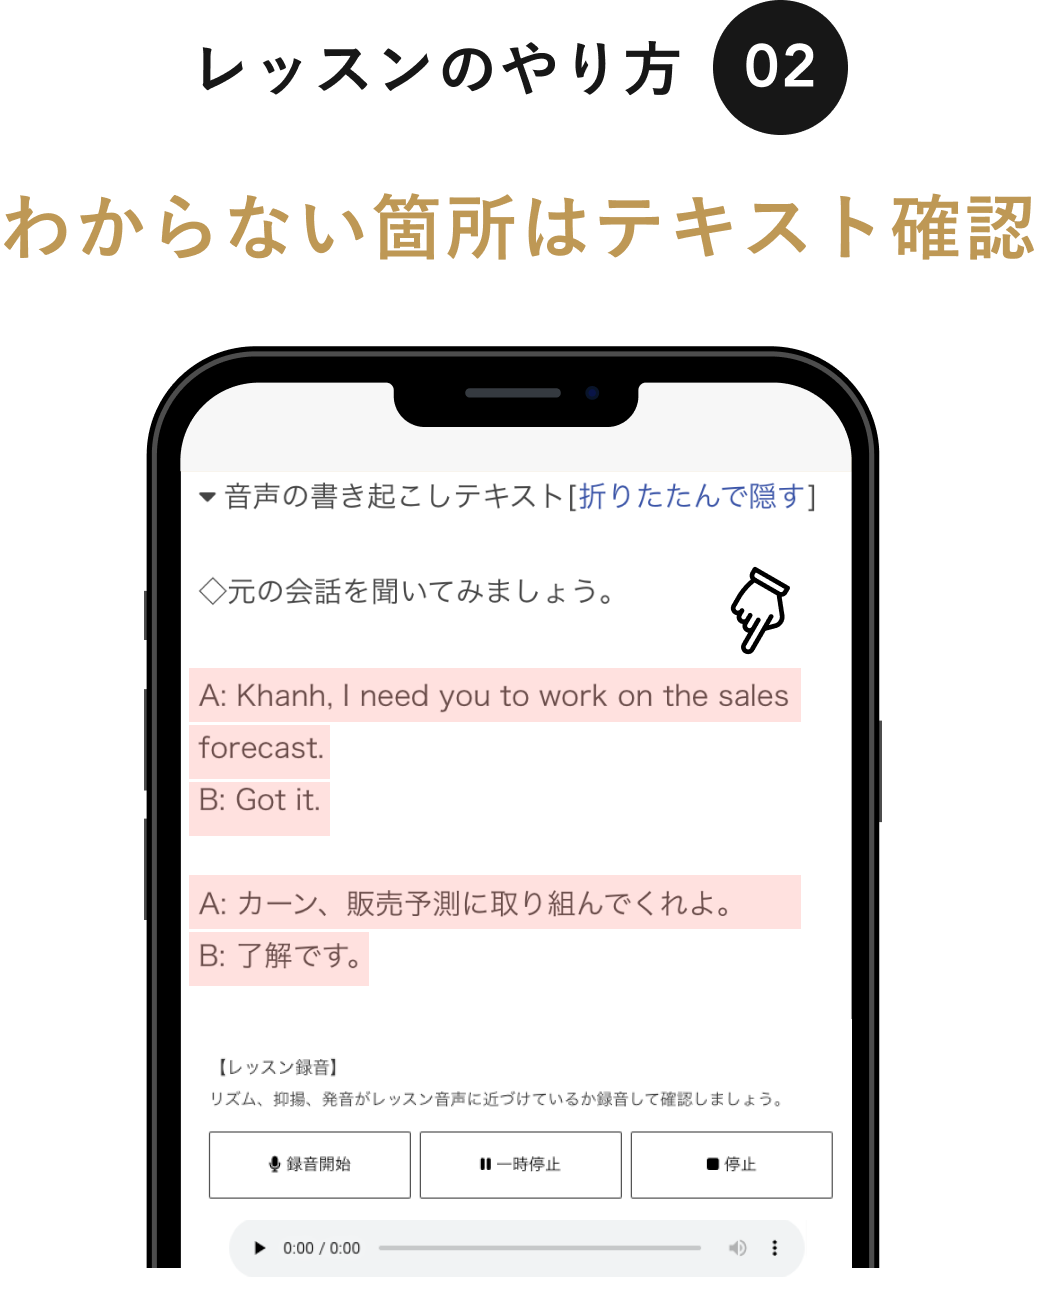 レッスンのやり方 02
わからない箇所はテキスト確認
音声の書き起こしテキスト[折りたたんで隠す]
◇元の会話を聞いてみましょう。
A: Khanh, I need you to work on the sales
forecast.
B: Got it.
A: カーン、販売予測に取り組んでくれよ。
B: 了解です。
【レッスン録音】
リズム、抑揚、発音がレッスン音声に近づけているか録音して確認しましょう。
録音開始 一時停止 停止
0:00 / 0:00